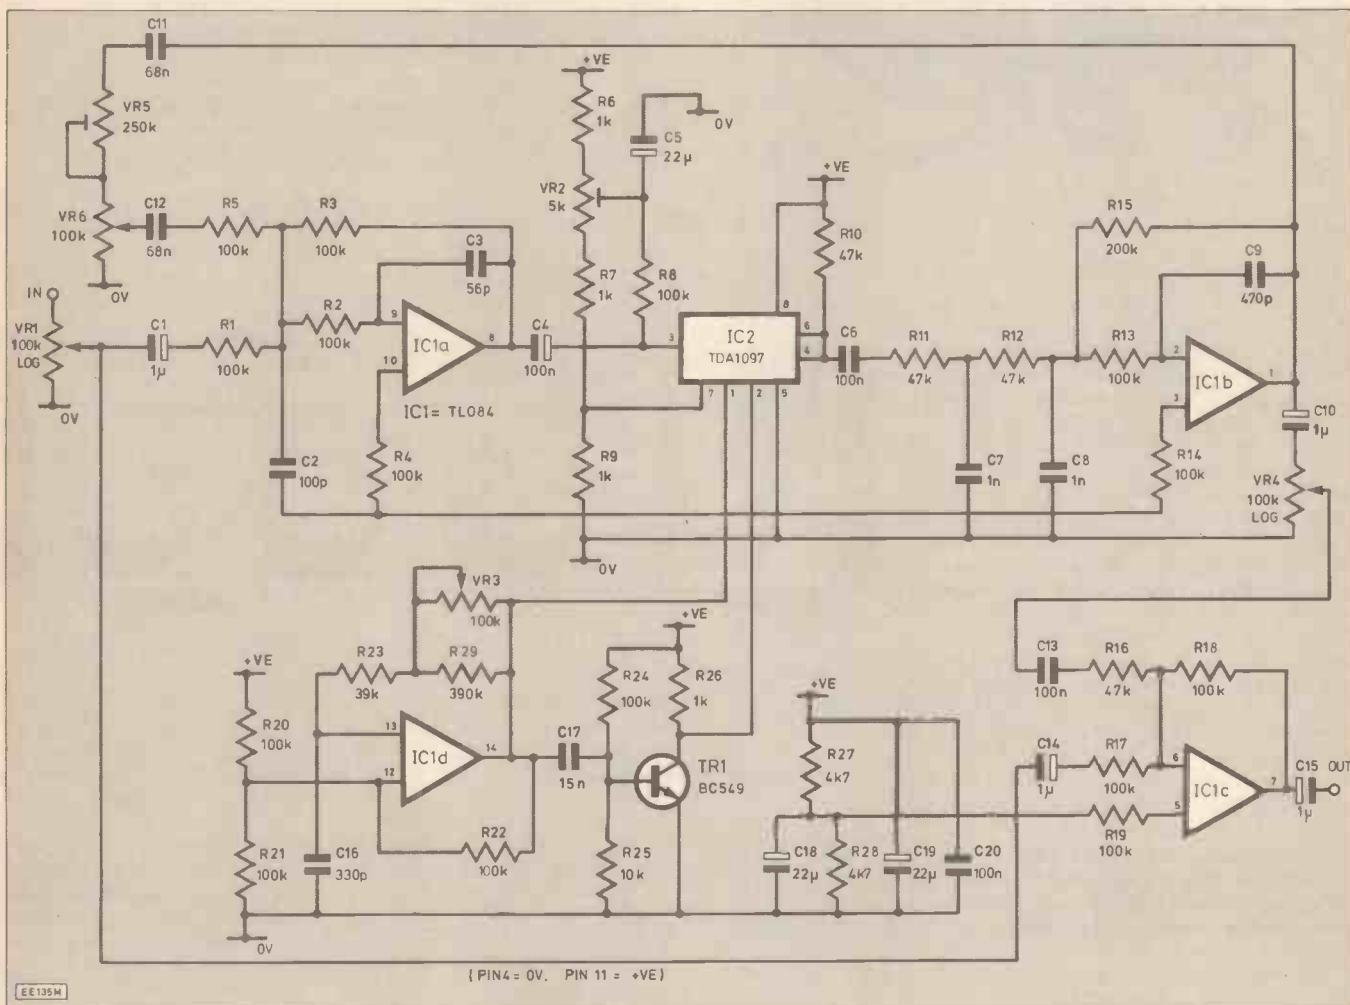 C11
68n
VR5
250k
VR6
100k
0V
C12
68n
R5
100k
R3
100k
C3
56p
IN
VR1
100k
LOG
0V
C1
1µ
R1
100k
R2
100k
9
10
8
IC1a
IC1= TL084
C2
100p
R4
100k
C4
100n
+VE
R6
1k
VR2
5k
R7
1k
R9
1k
0V
C5
22µ
0V
R8
100k
3
IC2
TDA1097
7
1
2
5
8
6
4
+VE
R10
47k
C6
100n
R11
47k
R12
47k
C7
1n
C8
1n
R15
200k
C9
470p
R13
100k
2
3
1
IC1b
R14
100k
C10
1µ
VR4
100k
LOG
VR3
100k
R23
39k
R29
390k
+VE
R20
100k
R21
100k
0V
C16
330p
13
12
14
IC1d
R22
100k
C17
15n
R24
100k
R25
10k
+VE
R26
1k
TR1
BC549
+VE
R27
4k7
C18
22µ
R28
4k7
C19
22µ
C20
100n
C13
100n
R16
47k
R18
100k
C14
1µ
R17
100k
R19
100k
6
5
7
IC1c
C15
1µ
OUT
(PIN4 = 0V, PIN 11 = +VE)
EE135M